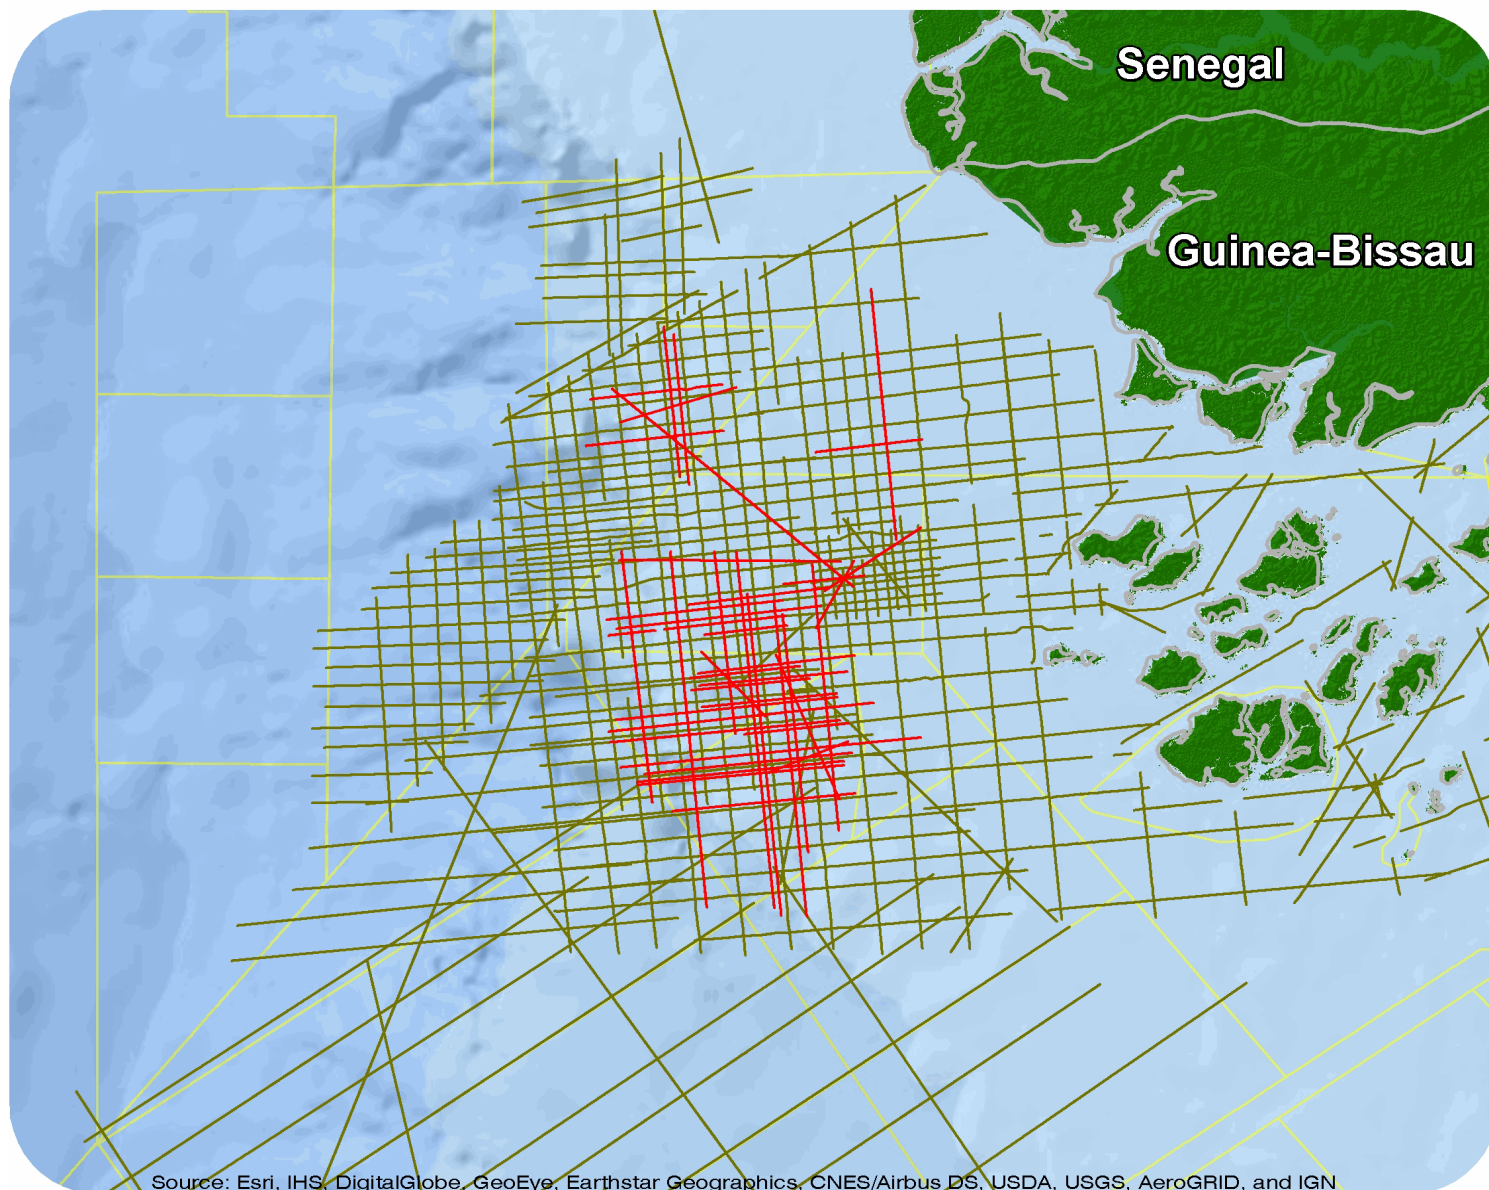 Senegal
Guinea-Bissau
Source: Esri, IHS, DigitalGlobe, GeoEye, Earthstar Geographics, CNES/Airbus DS, USDA, USGS, AeroGRID, and IGN